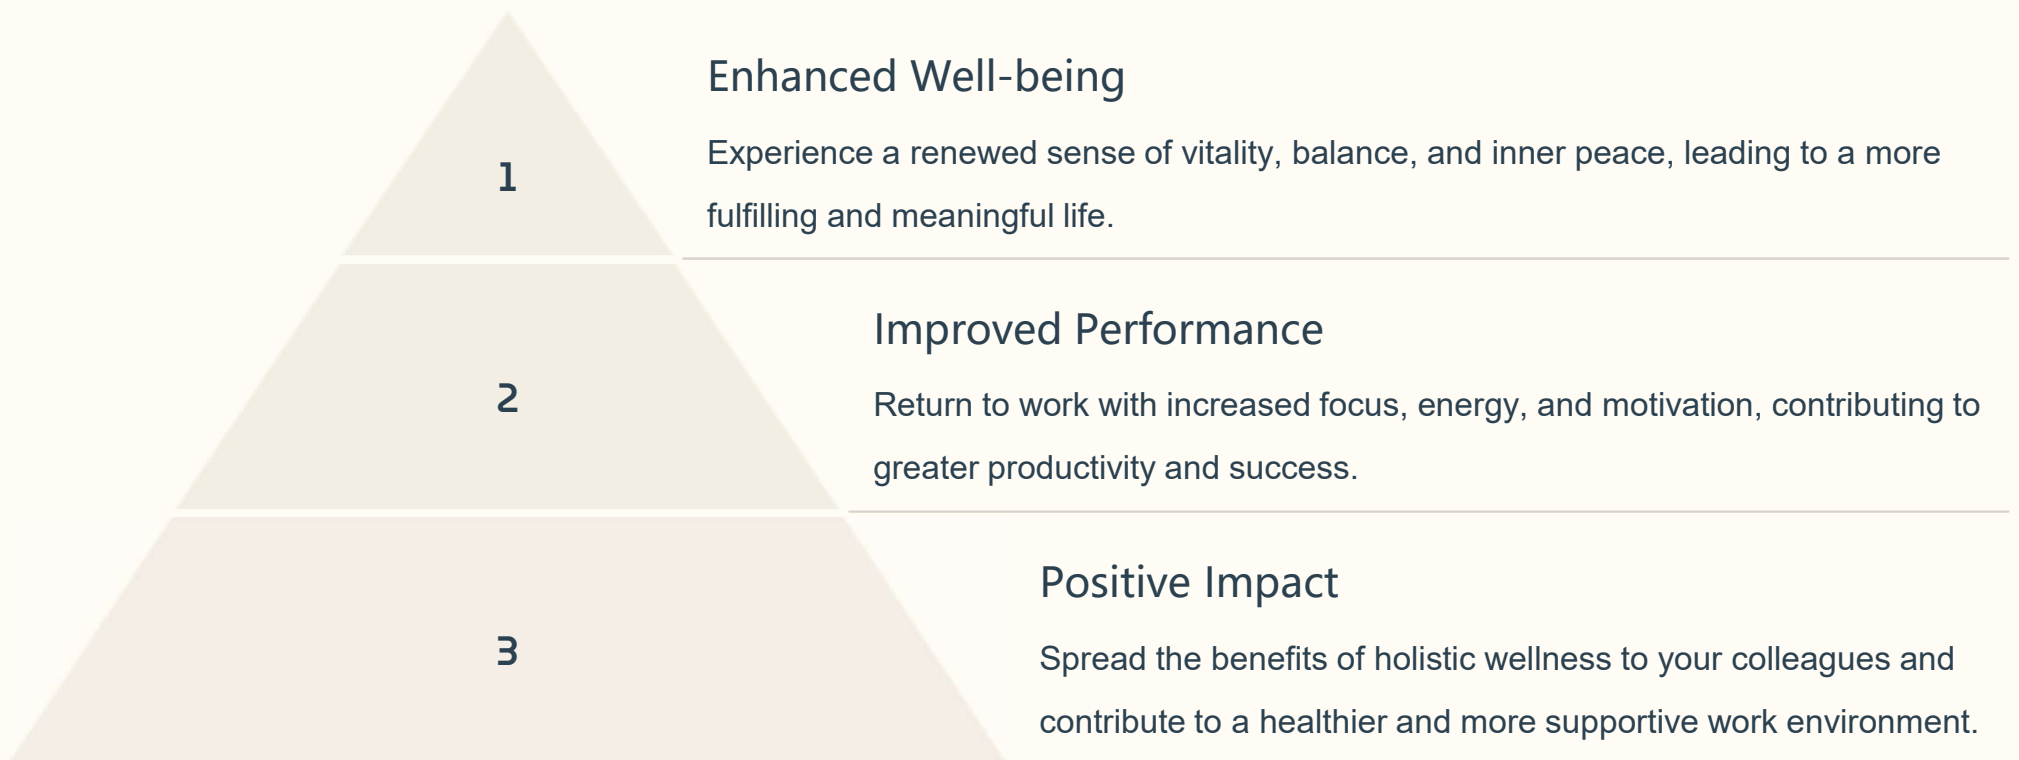 1
Enhanced Well-being
Experience a renewed sense of vitality, balance, and inner peace, leading to a more
fulfilling and meaningful life.
2
Improved Performance
Return to work with increased focus, energy, and motivation, contributing to
greater productivity and success.
3
Positive Impact
Spread the benefits of holistic wellness to your colleagues and
contribute to a healthier and more supportive work environment.